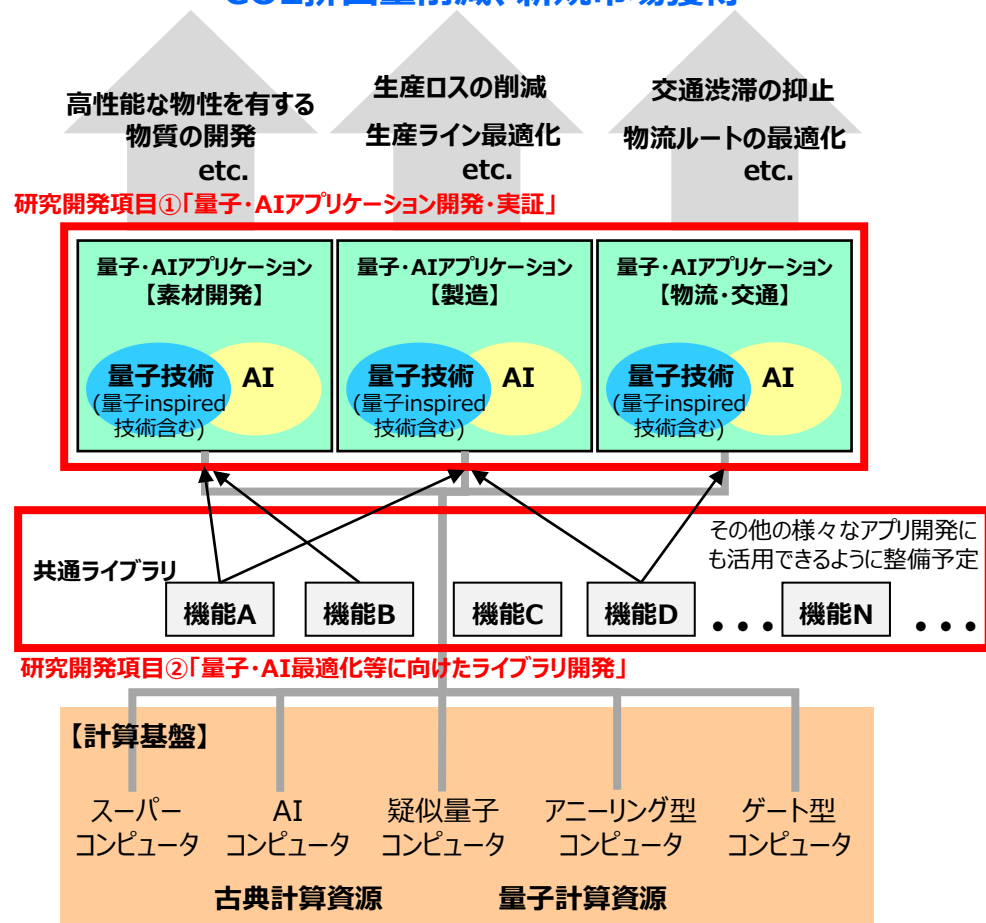 CO2排出量削減、新規市場獲得
高性能な物性を有する
物質の開発
etc.
生産ロスの削減
生産ライン最適化
etc.
交通渋滞の抑止
物流ルートの最適化
etc.
研究開発項目①「量子・AIアプリケーション開発・実証」
量子・AIアプリケーション
【素材開発】
量子技術
(量子inspired
技術含む)
AI
量子・AIアプリケーション
【製造】
量子技術
(量子inspired
技術含む)
AI
量子・AIアプリケーション
【物流・交通】
量子技術
(量子inspired
技術含む)
AI
その他の様々なアプリ開発に
も活用できるように整備予定
共通ライブラリ
機能A
機能B
機能C
機能D
・・・
機能N
・・・
研究開発項目②「量子・AI最適化等に向けたライブラリ開発」
【計算基盤】
スーパー
コンピュータ
AI
コンピュータ
疑似量子
コンピュータ
アニーリング型
コンピュータ
ゲート型
コンピュータ
古典計算資源
量子計算資源